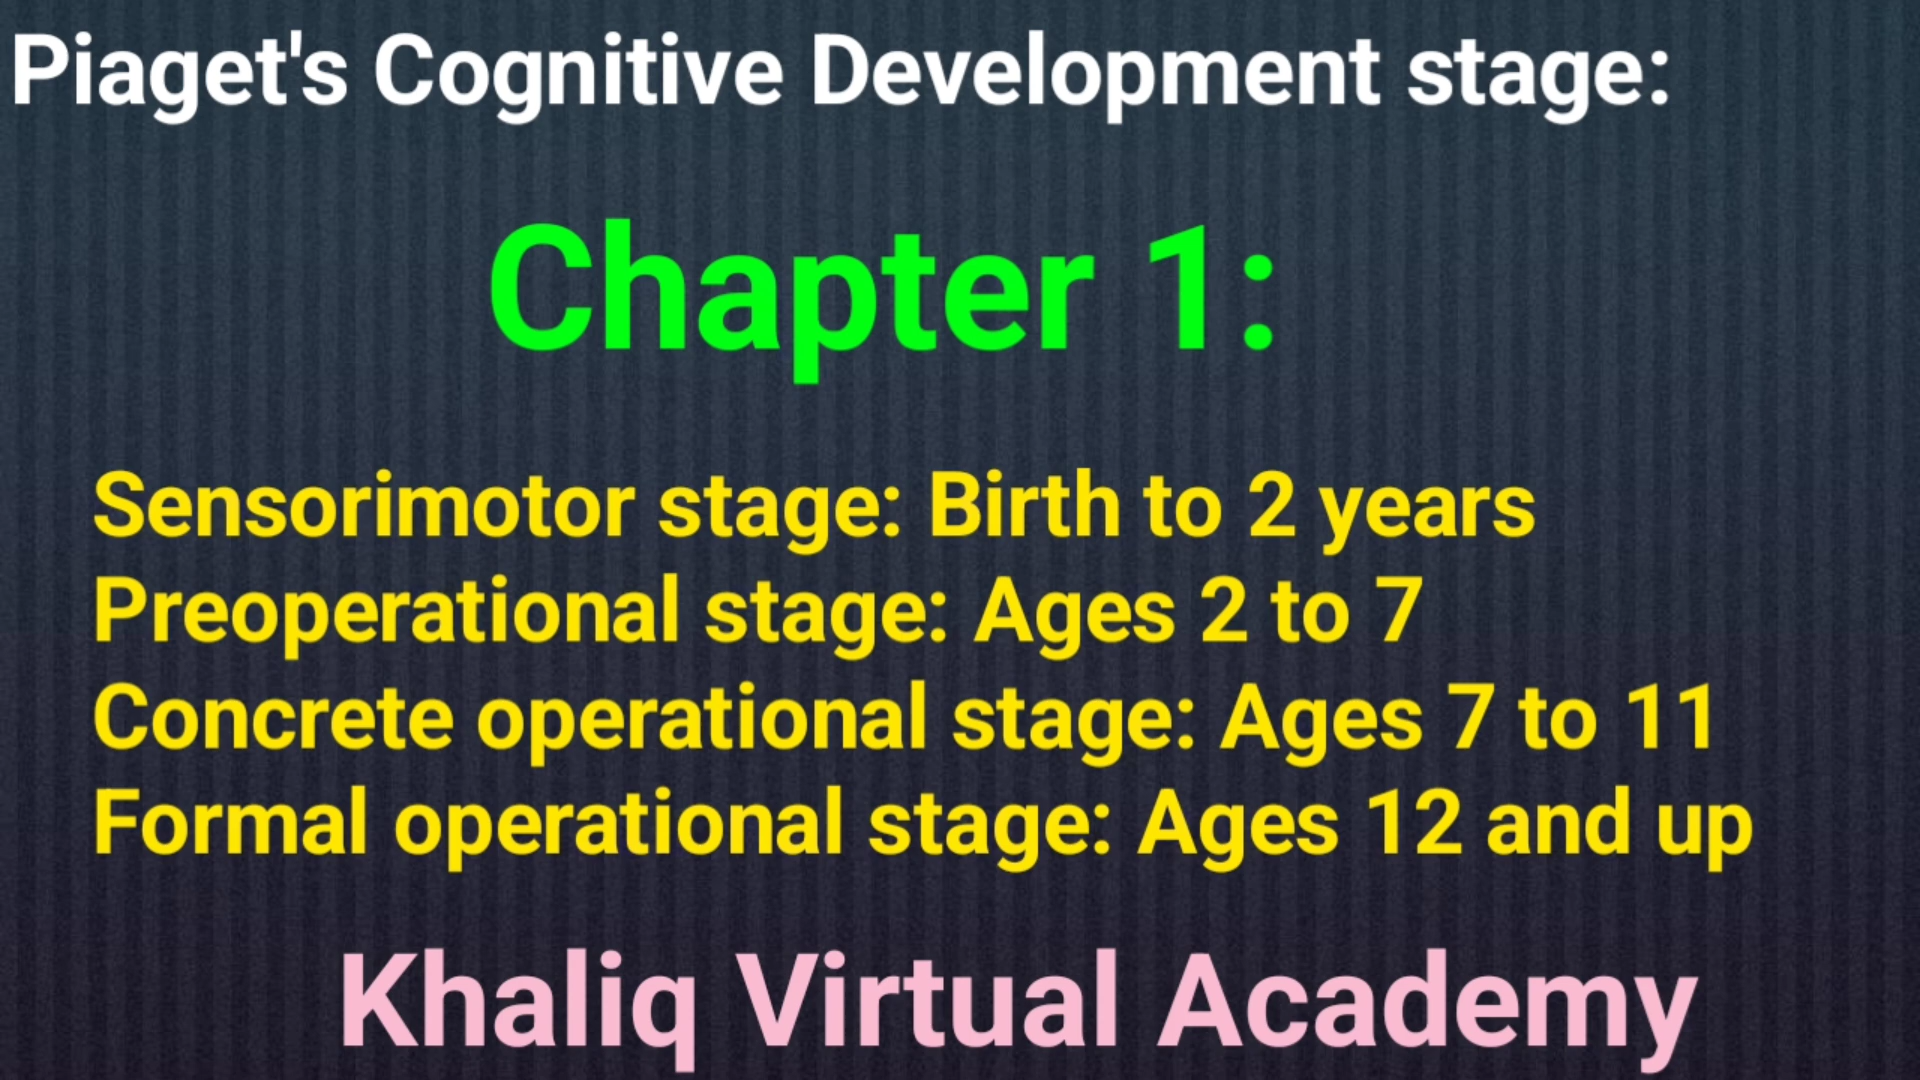 Piaget's Cognitive Development stage:
Chapter 1:
Sensorimotor stage: Birth to 2 years
Preoperational stage: Ages 2 to 7
Concrete operational stage: Ages 7 to 11
Formal operational stage: Ages 12 and up
Khaliq Virtual Academy